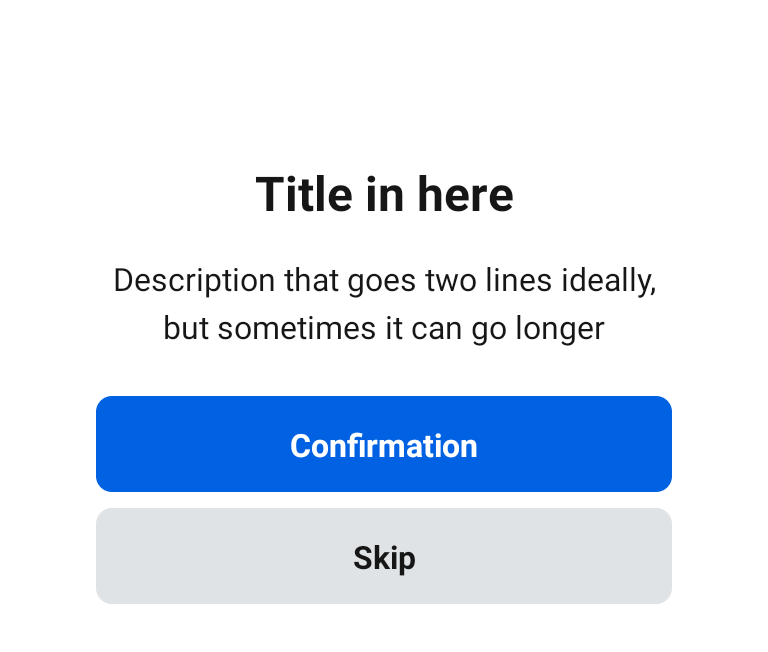 Title in here
Description that goes two lines ideally,
but sometimes it can go longer
Confirmation
Skip